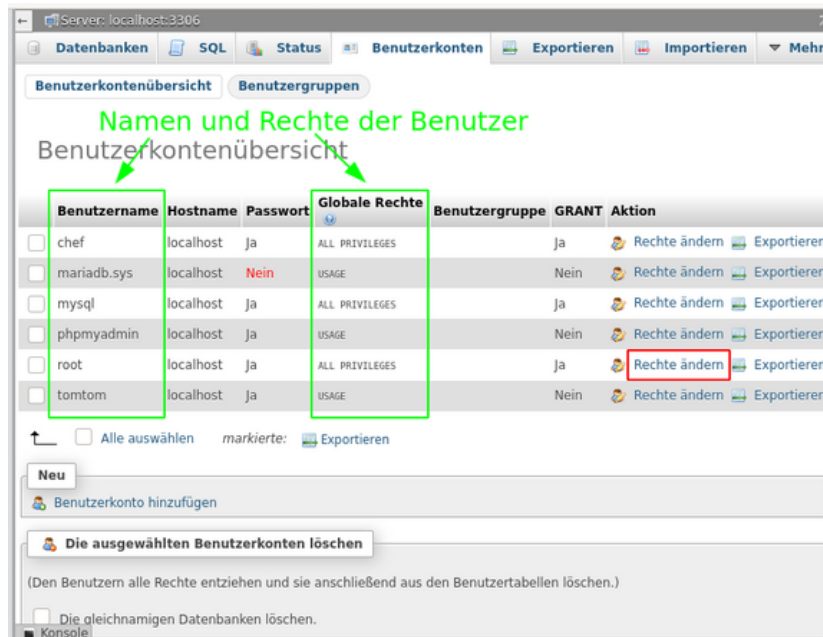 Server: localhost:3306
Datenbanken SQL Status Benutzerkonten Exportieren Importieren Mehr
Benutzerkontenübersicht Benutzergruppen
Namen und Rechte der Benutzer
Benutzerkontenübersicht
Benutzername Hostname Passwort Globale Rechte Benutzergruppe GRANT Aktion
chef localhost Ja ALL PRIVILEGES Ja Rechte ändern Exportieren
mariadb.sys localhost Nein USAGE Nein Rechte ändern Exportieren
mysql localhost Ja ALL PRIVILEGES Ja Rechte ändern Exportieren
phpmyadmin localhost Ja USAGE Nein Rechte ändern Exportieren
root localhost Ja ALL PRIVILEGES Ja Rechte ändern Exportieren
tomtom localhost Ja USAGE Nein Rechte ändern Exportieren
Alle auswählen markierte: Exportieren
Neu
Benutzerkonto hinzufügen
Die ausgewählten Benutzerkonten löschen
(Den Benutzern alle Rechte entziehen und sie anschließend aus den Benutzertabellen löschen.)
Die gleichnamigen Datenbanken löschen.
Konsole